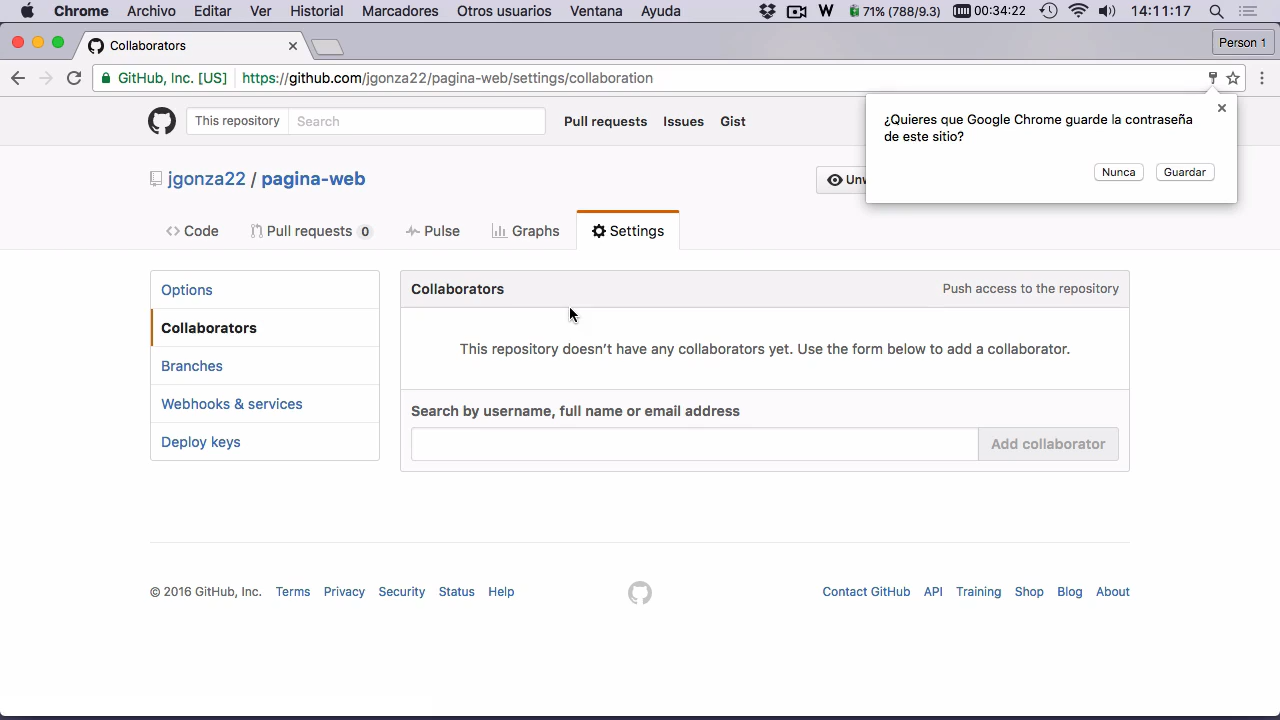 Chrome Archivo Editar Ver Historial Marcadores Otros usuarios Ventana Ayuda W 71% (788/9.3) 00:34:22 14:11:17
Collaborators Person 1
GitHub, Inc. [US] https://github.com/jgonza22/pagina-web/settings/collaboration
This repository Search Pull requests Issues Gist
¿Quieres que Google Chrome guarde la contraseña
de este sitio?
Nunca Guardar
jgonza22 / pagina-web
Code Pull requests 0 Pulse Graphs Settings
Options
Collaborators
Branches
Webhooks & services
Deploy keys
Collaborators Push access to the repository
This repository doesn’t have any collaborators yet. Use the form below to add a collaborator.
Search by username, full name or email address
Add collaborator
© 2016 GitHub, Inc. Terms Privacy Security Status Help Contact GitHub API Training Shop Blog About